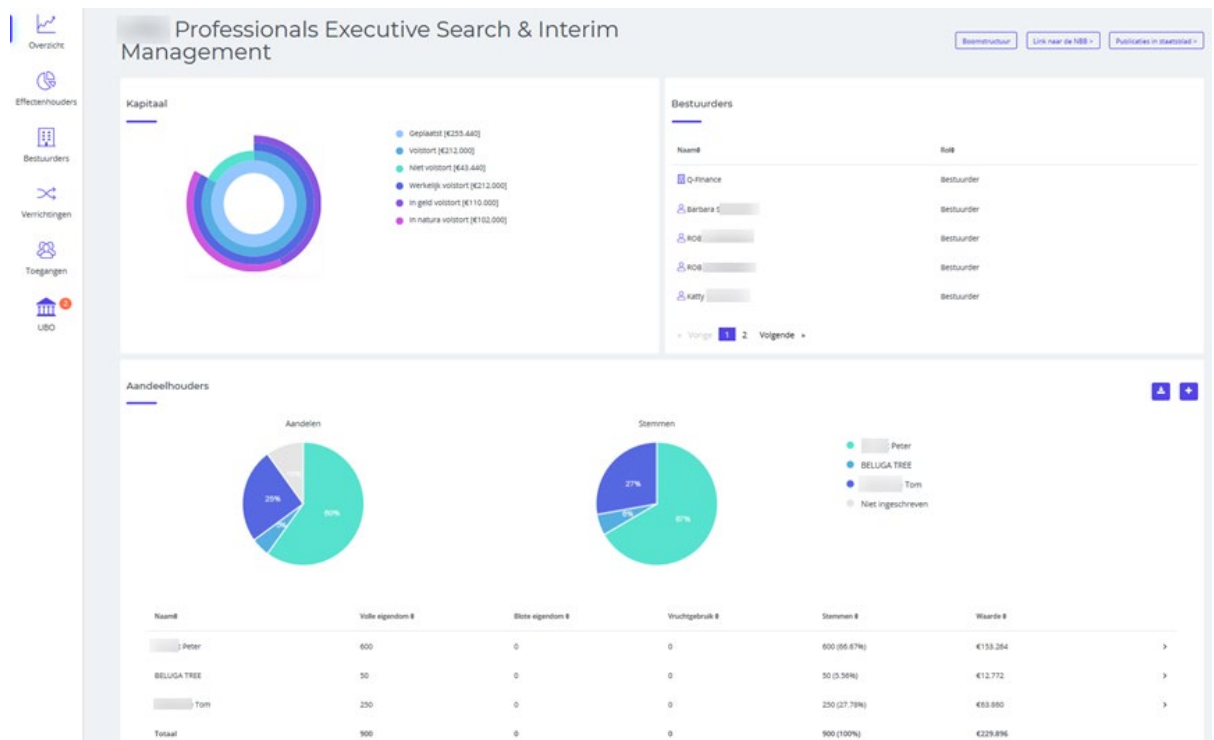 Overzicht
Effectenhouders
Bestuurders
Verrichtingen
Toegangen
2
UBO
Professionals Executive Search & Interim
Management
Boomstructuur
Link naar de NBB >
Publicaties in staatsblad >
Kapitaal
Geplaatst [€255.440]
Volstort [€212.000]
Niet volstort [€43.440]
Werkelijk volstort [€212.000]
In geld volstort [€110.000]
In natura volstort [€102.000]
Bestuurders
Naam Rol
Q-Finance Bestuurder
Barbara S Bestuurder
ROB Bestuurder
ROB Bestuurder
Katty Bestuurder
« Vorige 1 2 Volgende »
Aandeelhouders
Aandelen
60%
25%
5%
Stemmen
27%
6%
67%
Peter
BELUGA TREE
Tom
Niet ingeschreven
Naam Volle eigendom Blote eigendom Vruchtgebruik Stemmen Waarde
Peter 600 0 0 600 (66.67%) €153.264 >
BELUGA TREE 50 0 0 50 (5.56%) €12.772 >
Tom 250 0 0 250 (27.78%) €63.860 >
Totaal 900 0 0 900 (100%) €229.896